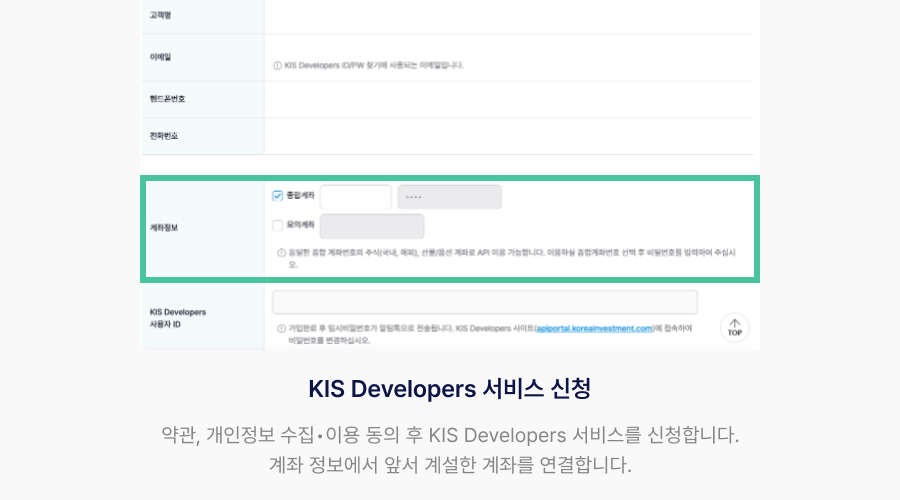 고객명
이메일
KIS Developers ID/PW 찾기에 사용되는 이메일입니다.
핸드폰번호
전화번호
계좌정보
종합계좌
----
모의계좌
동일한 종합 계좌번호의 주식(국내, 해외), 선물/옵션 계좌로 API 이용 가능합니다. 이용하실 종합계좌번호 선택 후 비밀번호를 입력하여 주십시
오.
KIS Developers
사용자 ID
가입완료 후 임시비밀번호가 알림톡으로 전송됩니다. KIS Developers 사이트(apiportal.koreainvestment.com)에 접속하여
비밀번호를 변경하십시오.
TOP
KIS Developers 서비스 신청
약관, 개인정보 수집•이용 동의 후 KIS Developers 서비스를 신청합니다.
계좌 정보에서 앞서 계설한 계좌를 연결합니다.